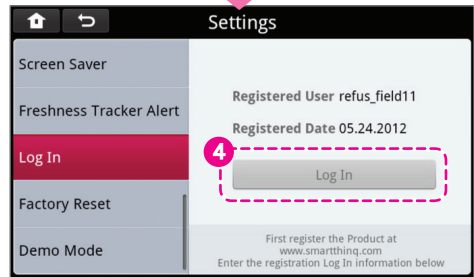 Settings
Screen Saver
Freshness Tracker Alert
Log In
Factory Reset
Demo Mode
Registered User refus_field11
Registered Date 05.24.2012
4
Log In
First register the Product at
www.smartthinq.com
Enter the registration Log In information below